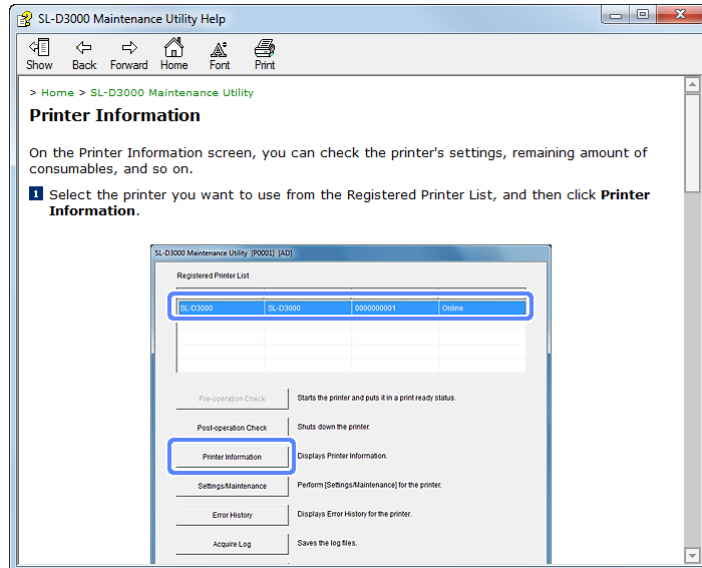 SL-D3000 Maintenance Utility Help
Show Back Forward Home Font Print
> Home > SL-D3000 Maintenance Utility
Printer Information
On the Printer Information screen, you can check the printer's settings, remaining amount of
consumables, and so on.
1 Select the printer you want to use from the Registered Printer List, and then click Printer
Information.
SL-D3000 Maintenance Utility [P0001] [AD]
Registered Printer List
SL-D3000 SL-D3000 0000000001 Online
Pre-operation Check Starts the printer and puts it in a print ready status.
Post-operation Check Shuts down the printer.
Printer Information Displays Printer Information.
Settings/Maintenance Perform [Settings/Maintenance] for the printer.
Error History Displays Error History for the printer.
Acquire Log Saves the log files.